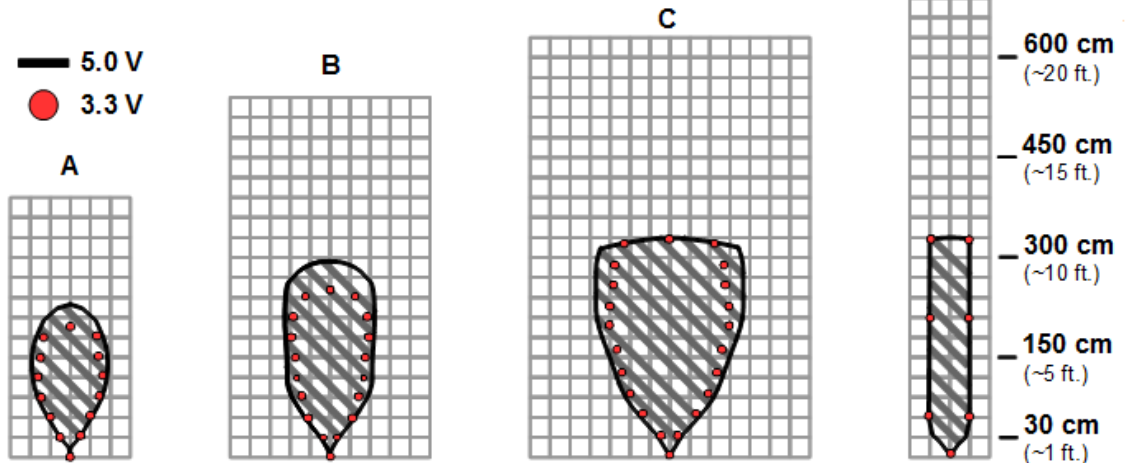 5.0 V
3.3 V
A
B
C
600 cm
(~20 ft.)
450 cm
(~15 ft.)
300 cm
(~10 ft.)
150 cm
(~5 ft.)
30 cm
(~1 ft.)